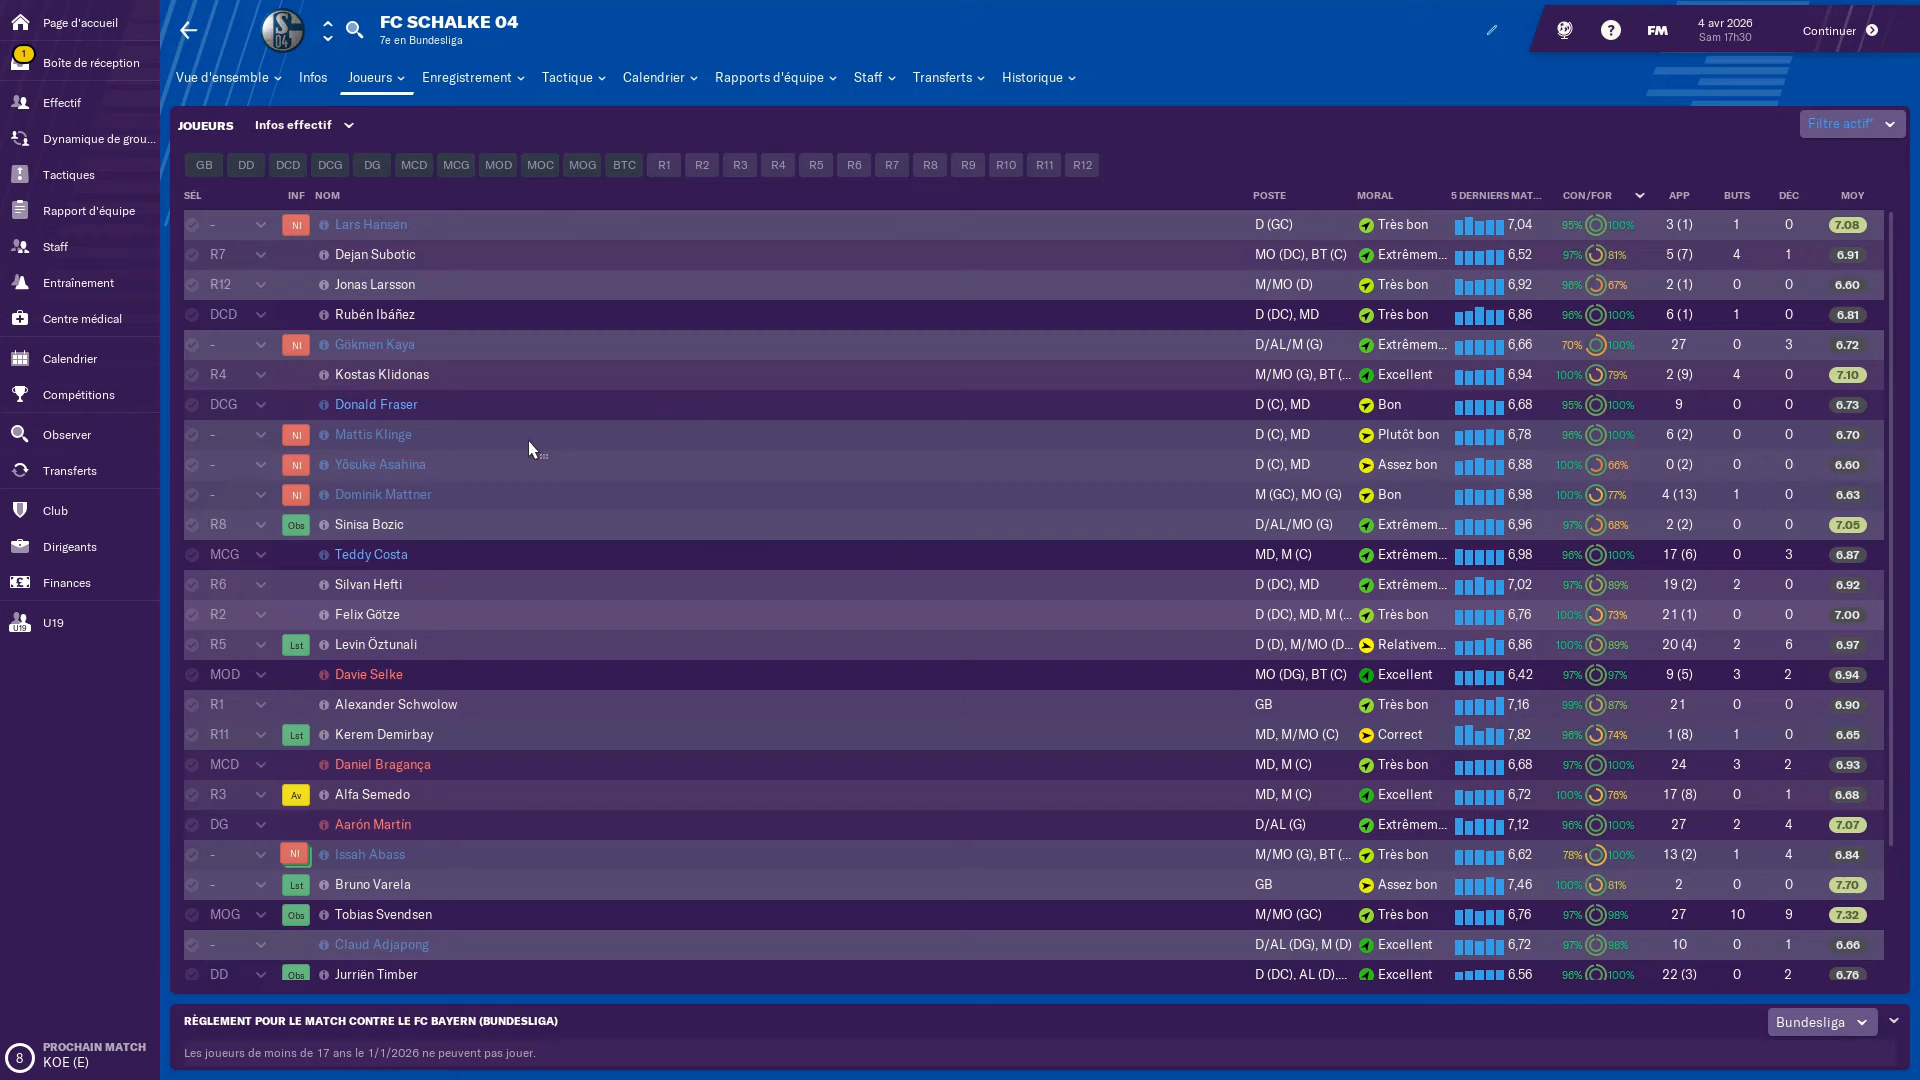 Page d'accueil
1
Boîte de réception
Effectif
Dynamique de grou...
Tactiques
Rapport d'équipe
Staff
Entraînement
Centre médical
Calendrier
Compétitions
Observer
Transferts
Club
Dirigeants
Finances
U19
U19
8
PROCHAIN MATCH
KOE (E)
S 04
FC SCHALKE 04
7e en Bundesliga
? FM
4 avr 2026
Sam 17h30
Continuer
Vue d'ensemble Infos Joueurs Enregistrement Tactique Calendrier Rapports d'équipe Staff Transferts Historique
JOUEURS Infos effectif Filtre actif*
GB DD DCD DCG DG MCD MCG MOD MOC MOG BTC R1 R2 R3 R4 R5 R6 R7 R8 R9 R10 R11 R12
SÉL INF NOM POSTE MORAL 5 DERNIERS MAT... CON/FOR APP BUTS DÉC MOY
- NI Lars Hansen D (GC) Très bon 7,04 95% 100% 3 (1) 1 0 7.08
R7 Dejan Subotic MO (DC), BT (C) Extrêmem... 6,52 97% 81% 5 (7) 4 1 6.91
R12 Jonas Larsson M/MO (D) Très bon 6,92 96% 67% 2 (1) 0 0 6.60
DCD Rubén Ibáñez D (DC), MD Très bon 6,86 96% 100% 6 (1) 1 0 6.81
- NI Gökmen Kaya D/AL/M (G) Extrêmem... 6,66 70% 100% 27 0 3 6.72
R4 Kostas Klidonas M/MO (G), BT (... Excellent 6,94 100% 79% 2 (9) 4 0 7.10
DCG Donald Fraser D (C), MD Bon 6,68 95% 100% 9 0 0 6.73
- NI Mattis Klinge D (C), MD Plutôt bon 6,78 96% 100% 6 (2) 0 0 6.70
- NI Yôsuke Asahina D (C), MD Assez bon 6,88 100% 66% 0 (2) 0 0 6.60
- NI Dominik Mattner M (GC), MO (G) Bon 6,98 100% 77% 4 (13) 1 0 6.63
R8 Obs Sinisa Bozic D/AL/MO (G) Extrêmem... 6,96 97% 68% 2 (2) 0 0 7.05
MCG Teddy Costa MD, M (C) Extrêmem... 6,98 96% 100% 17 (6) 0 3 6.87
R6 Silvan Hefti D (DC), MD Extrêmem... 7,02 97% 89% 19 (2) 2 0 6.92
R2 Felix Götze D (DC), MD, M (... Très bon 6,76 100% 73% 21 (1) 0 0 7.00
R5 Lst Levin Öztunali D (D), M/MO (D... Relativem... 6,86 100% 89% 20 (4) 2 6 6.97
MOD Davie Selke MO (DG), BT (C) Excellent 6,42 97% 97% 9 (5) 3 2 6.94
R1 Alexander Schwolow GB Très bon 7,16 99% 87% 21 0 0 6.90
R11 Lst Kerem Demirbay MD, M/MO (C) Correct 7,82 96% 74% 1 (8) 1 0 6.65
MCD Daniel Bragança MD, M (C) Très bon 6,68 97% 100% 24 3 2 6.93
R3 Av Alfa Semedo MD, M (C) Excellent 6,72 100% 76% 17 (8) 0 1 6.68
DG Aarón Martín D/AL (G) Extrêmem... 7,12 96% 100% 27 2 4 7.07
- NI Issah Abass M/MO (G), BT (... Très bon 6,62 78% 100% 13 (2) 1 4 6.84
- Lst Bruno Varela GB Assez bon 7,46 100% 81% 2 0 0 7.70
MOG Obs Tobias Svendsen M/MO (GC) Très bon 6,76 97% 98% 27 10 9 7.32
- Claud Adjapong D/AL (DG), M (D) Excellent 6,72 97% 98% 10 0 1 6.66
DD Obs Jurriën Timber D (DC), AL (D),... Excellent 6,56 96% 100% 22 (3) 0 2 6.76
RÈGLEMENT POUR LE MATCH CONTRE LE FC BAYERN (BUNDESLIGA) Bundesliga
Les joueurs de moins de 17 ans le 1/1/2026 ne peuvent pas jouer.